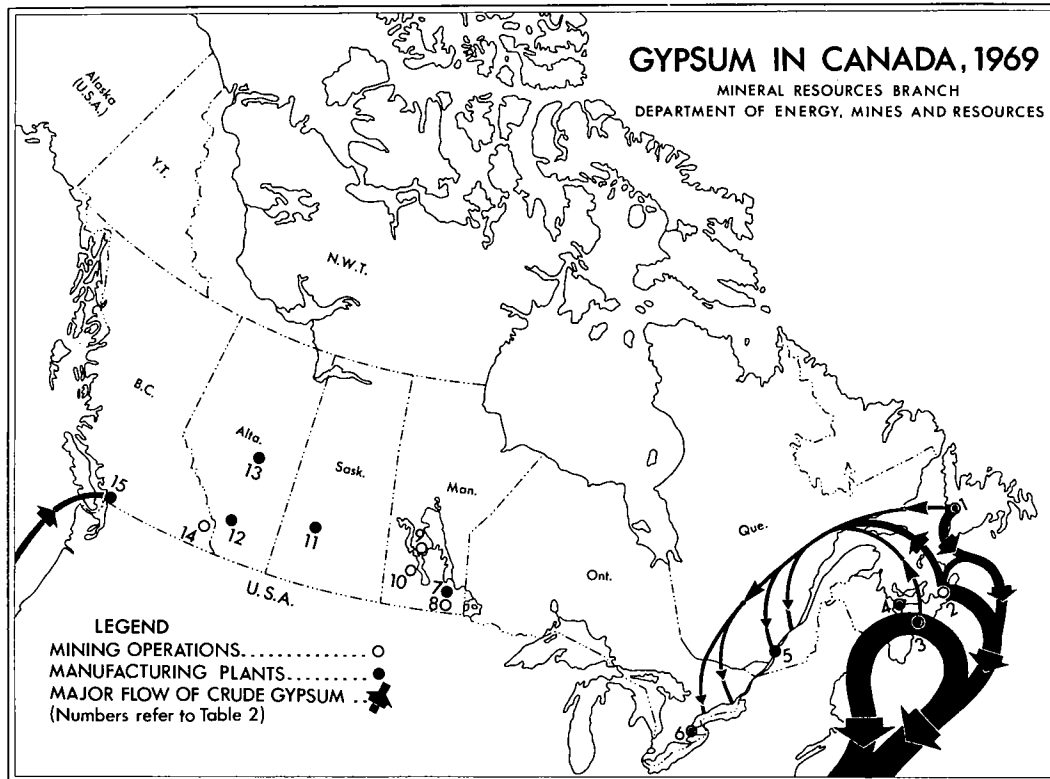 GYPSUM IN CANADA, 1969
MINERAL RESOURCES BRANCH
DEPARTMENT OF ENERGY, MINES AND RESOURCES
Alaska
(U.S.A.)
Y.T.
N.W.T.
B.C.
Alta.
13
Sask.
Man.
Que.
Ont.
15
14
12
11
9
10
7
8
1
2
3
4
5
6
U.S.A.
LEGEND
MINING OPERATIONS..............
MANUFACTURING PLANTS........
MAJOR FLOW OF CRUDE GYPSUM ..
(Numbers refer to Table 2)